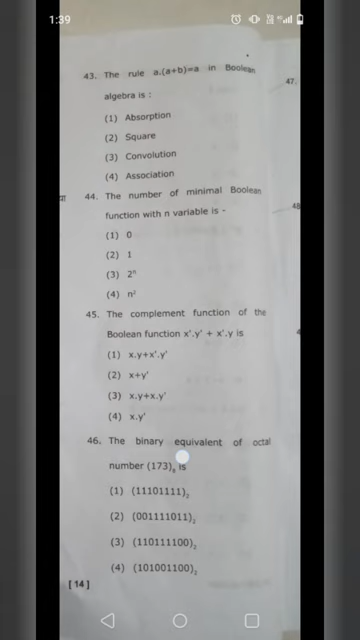 1:39
43. The rule a.(a+b)=a in Boolean
47.
algebra is :
(1) Absorption
(2) Square
(3) Convolution
(4) Association
44. The number of minimal Boolean
function with n variable is -
48
(1) 0
(2) 1
(3) 2ⁿ
(4) n²
45. The complement function of the
Boolean function x'.y' + x'.y is
(1) x.y+x'.y'
(2) x+y'
(3) x.y+x.y'
(4) x.y'
46. The binary equivalent of octal
number (173)₈ is
(1) (11101111)₂
(2) (001111011)₂
(3) (110111100)₂
(4) (101001100)₂
[14]